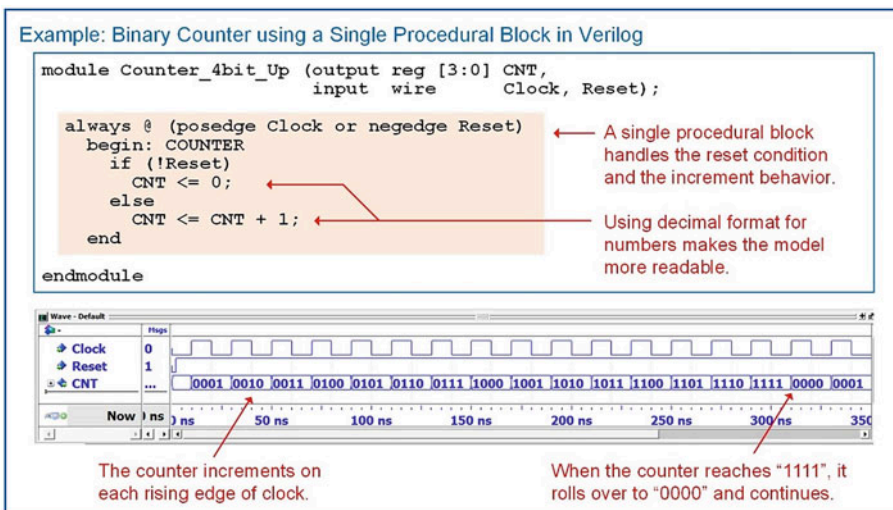 Example: Binary Counter using a Single Procedural Block in Verilog
module Counter_4bit_Up (output reg [3:0] CNT,
input wire Clock, Reset);
always @ (posedge Clock or negedge Reset)
begin: COUNTER
if (!Reset)
CNT <= 0;
else
CNT <= CNT + 1;
end
endmodule
A single procedural block
handles the reset condition
and the increment behavior.
Using decimal format for
numbers makes the model
more readable.
Wave - Default
Msgs
Clock 0
Reset 1
CNT ... 0001 0010 0011 0100 0101 0110 0111 1000 1001 1010 1011 1100 1101 1110 1111 0000 0001
Now ns ns 50 ns 100 ns 150 ns 200 ns 250 ns 300 ns 350
The counter increments on
each rising edge of clock.
When the counter reaches “1111”, it
rolls over to “0000” and continues.